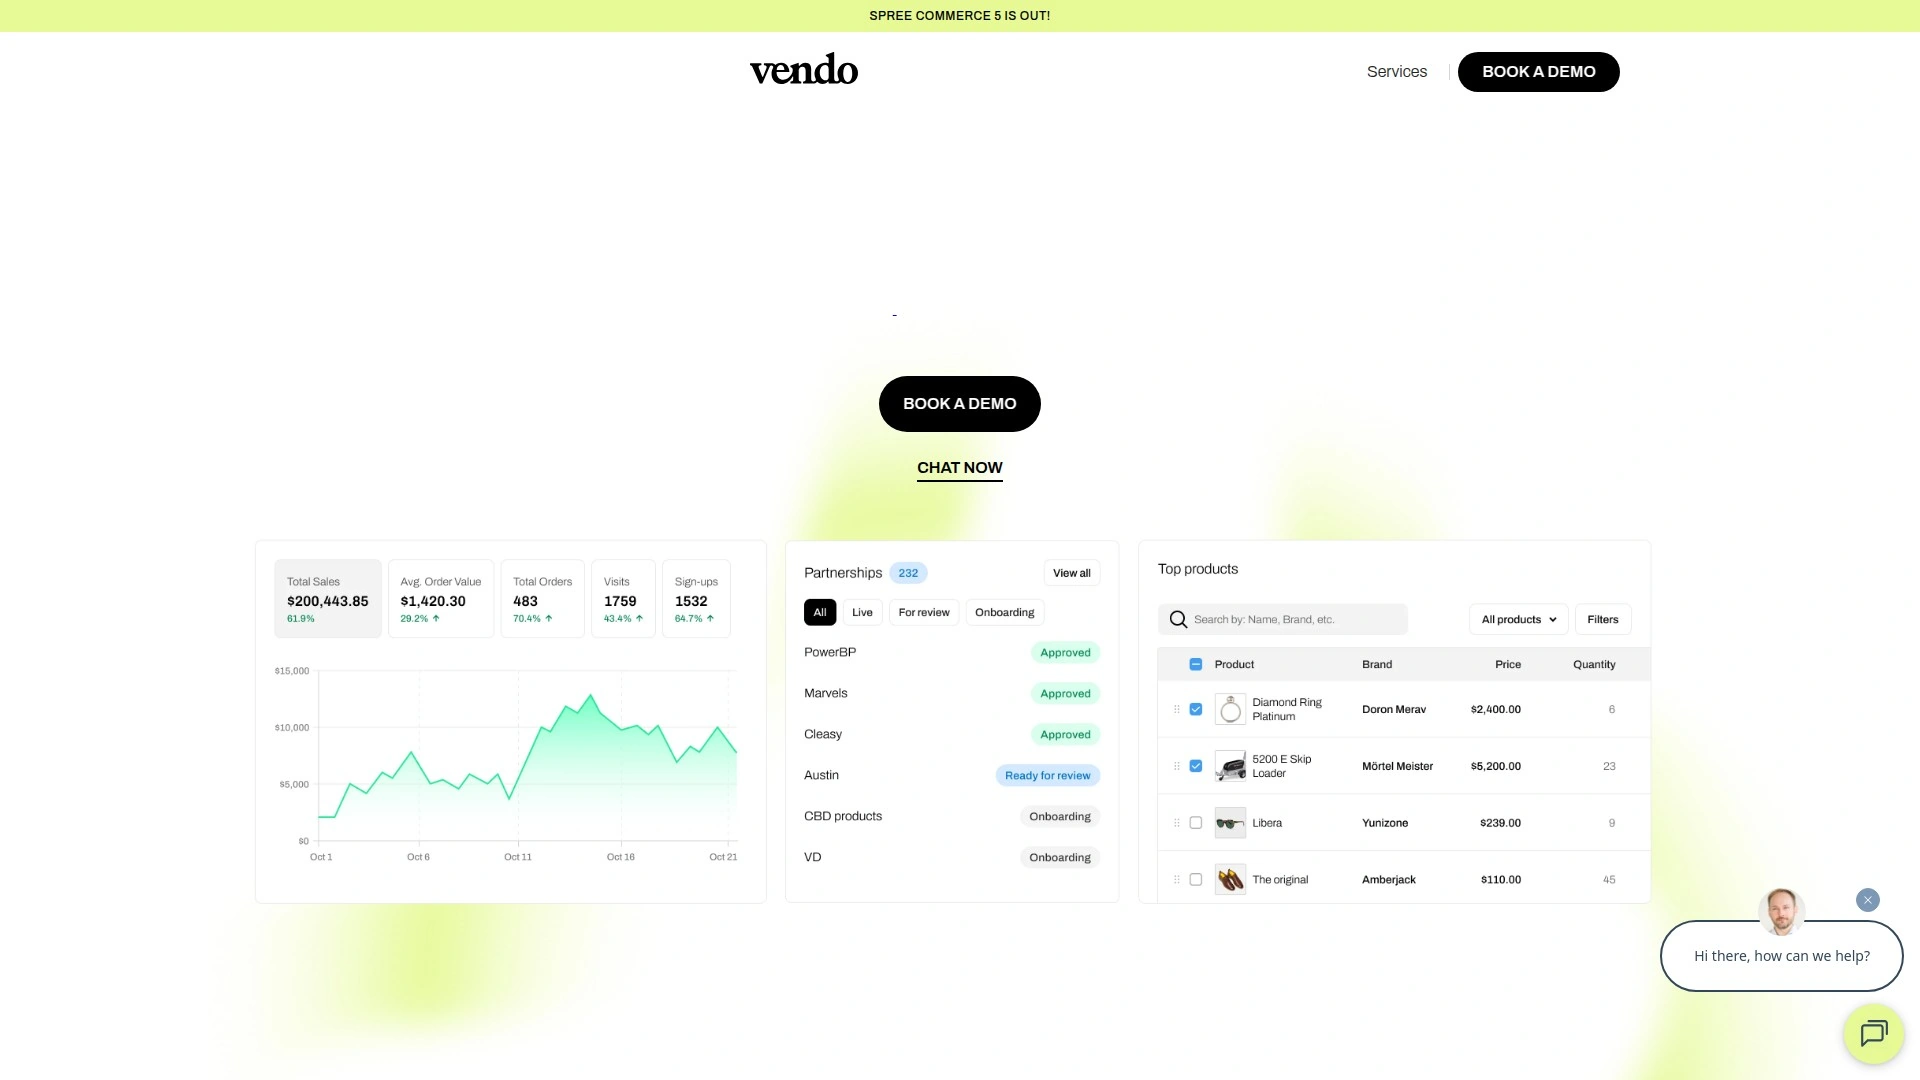 SPREE COMMERCE 5 IS OUT!
vendo
Services
BOOK A DEMO
BOOK A DEMO
CHAT NOW
Total Sales
$200,443.85
61.9%
Avg. Order Value
$1,420.30
29.2% ↑
Total Orders
483
70.4% ↑
Visits
1759
43.4% ↑
Sign-ups
1532
64.7% ↑
$15,000
$10,000
$5,000
$0
Oct 1
Oct 6
Oct 11
Oct 16
Oct 21
Partnerships 232
View all
All
Live
For review
Onboarding
PowerBP Approved
Marvels Approved
Cleasy Approved
Austin Ready for review
CBD products Onboarding
VD Onboarding
Top products
Search by: Name, Brand, etc.
All products
Filters
Product Brand Price Quantity
Diamond Ring
Platinum
Doron Merav $2,400.00 6
5200 E Skip
Loader
Mörtel Meister $5,200.00 23
Libera Yunizone $239.00 9
The original Amberjack $110.00 45
Hi there, how can we help?